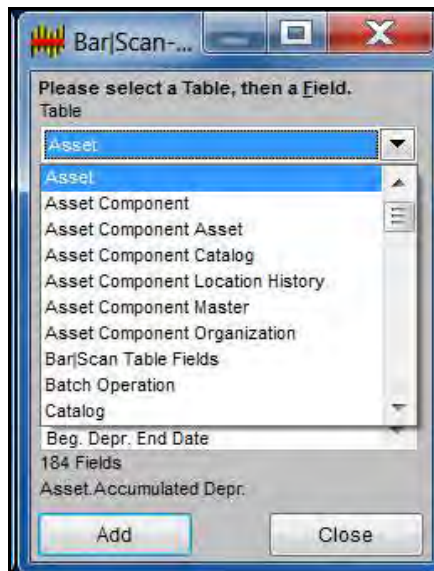 Bar|Scan-...
Please select a Table, then a Field.
Table
Asset
Asset
Asset Component
Asset Component Asset
Asset Component Catalog
Asset Component Location History
Asset Component Master
Asset Component Organization
Bar|Scan Table Fields
Batch Operation
Catalog
Beg. Depr. End Date
184 Fields
Asset.Accumulated Depr.
Add
Close